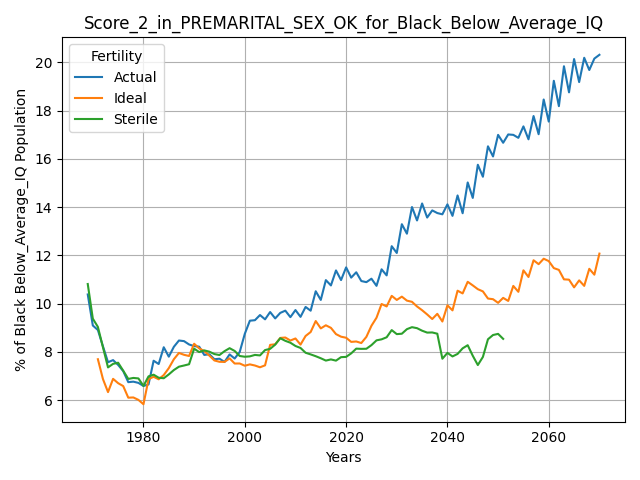 Score_2_in_PREMARITAL_SEX_OK_for_Black_Below_Average_IQ
% of Black Below_Average_IQ Population
20
18
16
14
12
10
8
6
Fertility
Actual
Ideal
Sterile
1980 2000 2020 2040 2060
Years